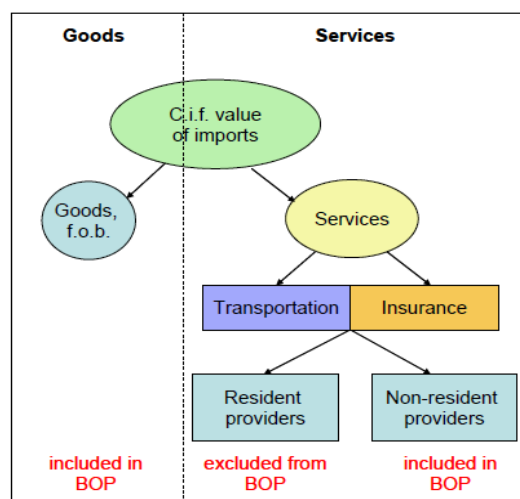 Goods
Services
C.i.f. value
of imports
Goods,
f.o.b.
Services
Transportation
Insurance
Resident
providers
Non-resident
providers
included in
BOP
excluded from
BOP
included in
BOP